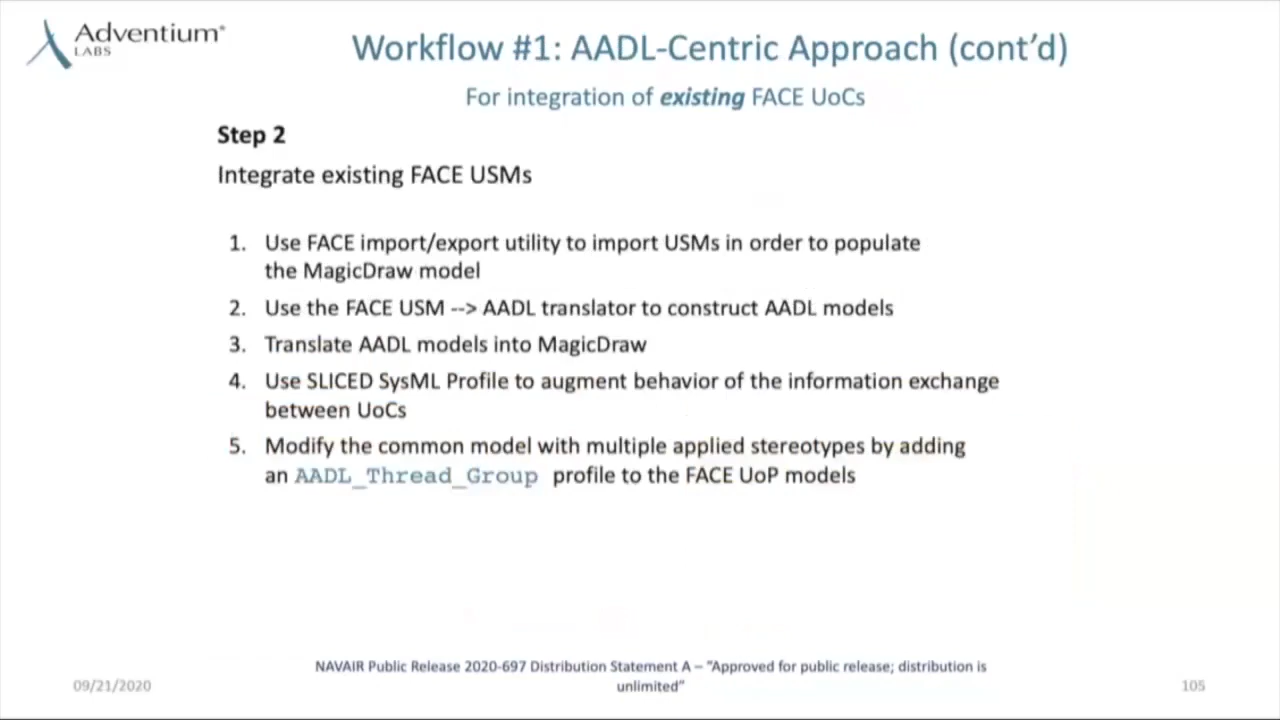 Adventium®
LABS
Workflow #1: AADL-Centric Approach (cont’d)
For integration of existing FACE UoCs
Step 2
Integrate existing FACE USMs
1. Use FACE import/export utility to import USMs in order to populate
the MagicDraw model
2. Use the FACE USM --> AADL translator to construct AADL models
3. Translate AADL models into MagicDraw
4. Use SLICED SysML Profile to augment behavior of the information exchange
between UoCs
5. Modify the common model with multiple applied stereotypes by adding
an AADL_Thread_Group profile to the FACE UoP models
NAVAIR Public Release 2020-697 Distribution Statement A – “Approved for public release; distribution is
unlimited”
09/21/2020
105